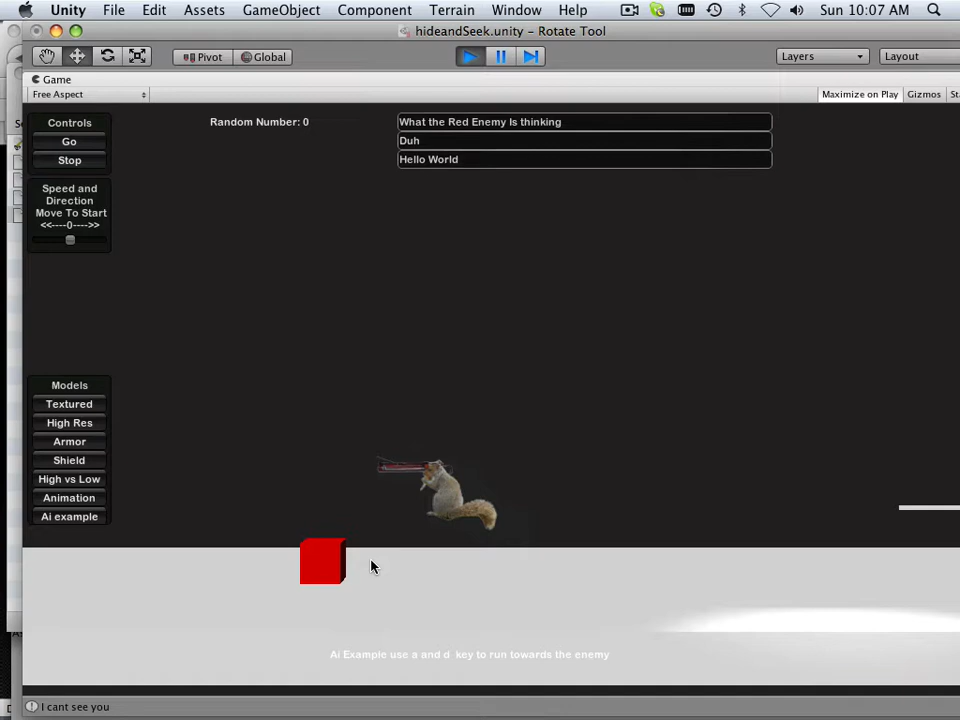 Unity File Edit Assets GameObject Component Terrain Window Help Sun 10:07 AM
hideandSeek.unity – Rotate Tool
Pivot Global Layers Layout
Game
Free Aspect Maximize on Play Gizmos
Controls
Go
Stop
Random Number: 0
What the Red Enemy Is thinking
Duh
Hello World
Speed and
Direction
Move To Start
<<----0---->>
Models
Textured
High Res
Armor
Shield
High vs Low
Animation
Ai example
Ai Example use a and d key to run towards the enemy
I cant see you